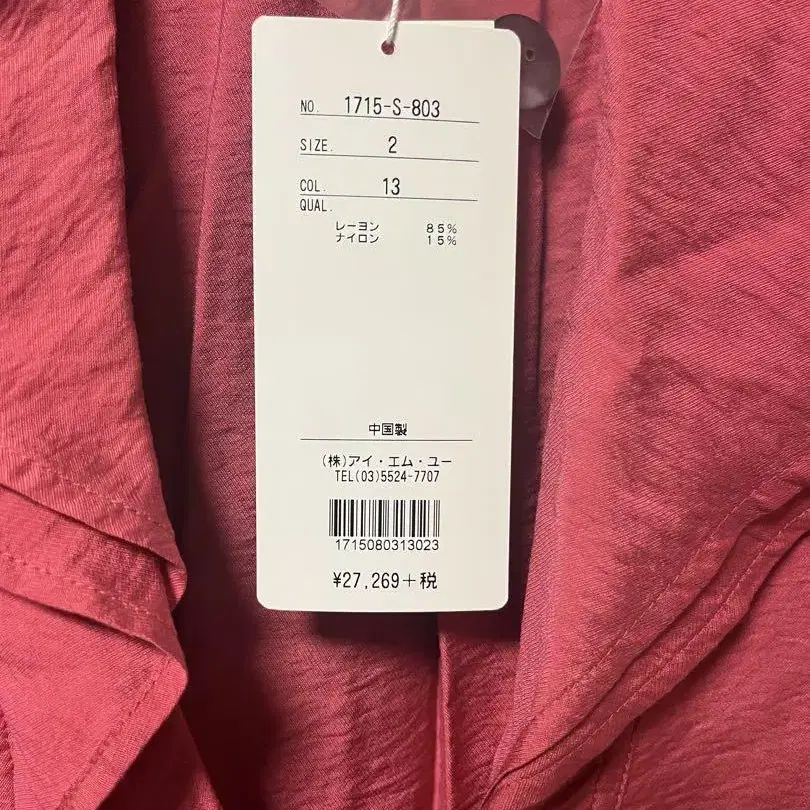 NO. 1715-S-803
SIZE. 2
COL. 13
QUAL.
レーヨン 85%
ナイロン 15%
中国製
(株)アイ・エム・ユー
TEL(03)5524-7707
1715080313023
¥27,269+税